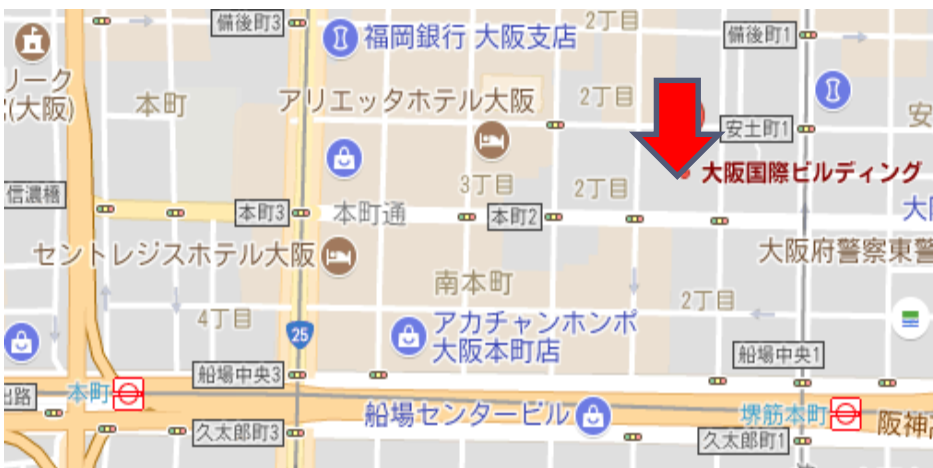 備後町3
福岡銀行 大阪支店
2丁目
備後町1
リーク
(大阪)
本町
アリエッタホテル大阪
2丁目
安土町1
安
3丁目
2丁目
大阪国際ビルディング
信濃橋
本町3
本町通
本町2
大阪
セントレジスホテル大阪
大阪府警察東警
南本町
2丁目
4丁目
25
アカチャンホンポ
大阪本町店
船場中央1
船場中央3
出路
本町
船場センタービル
堺筋本町
阪神高
久太郎町3
久太郎町1